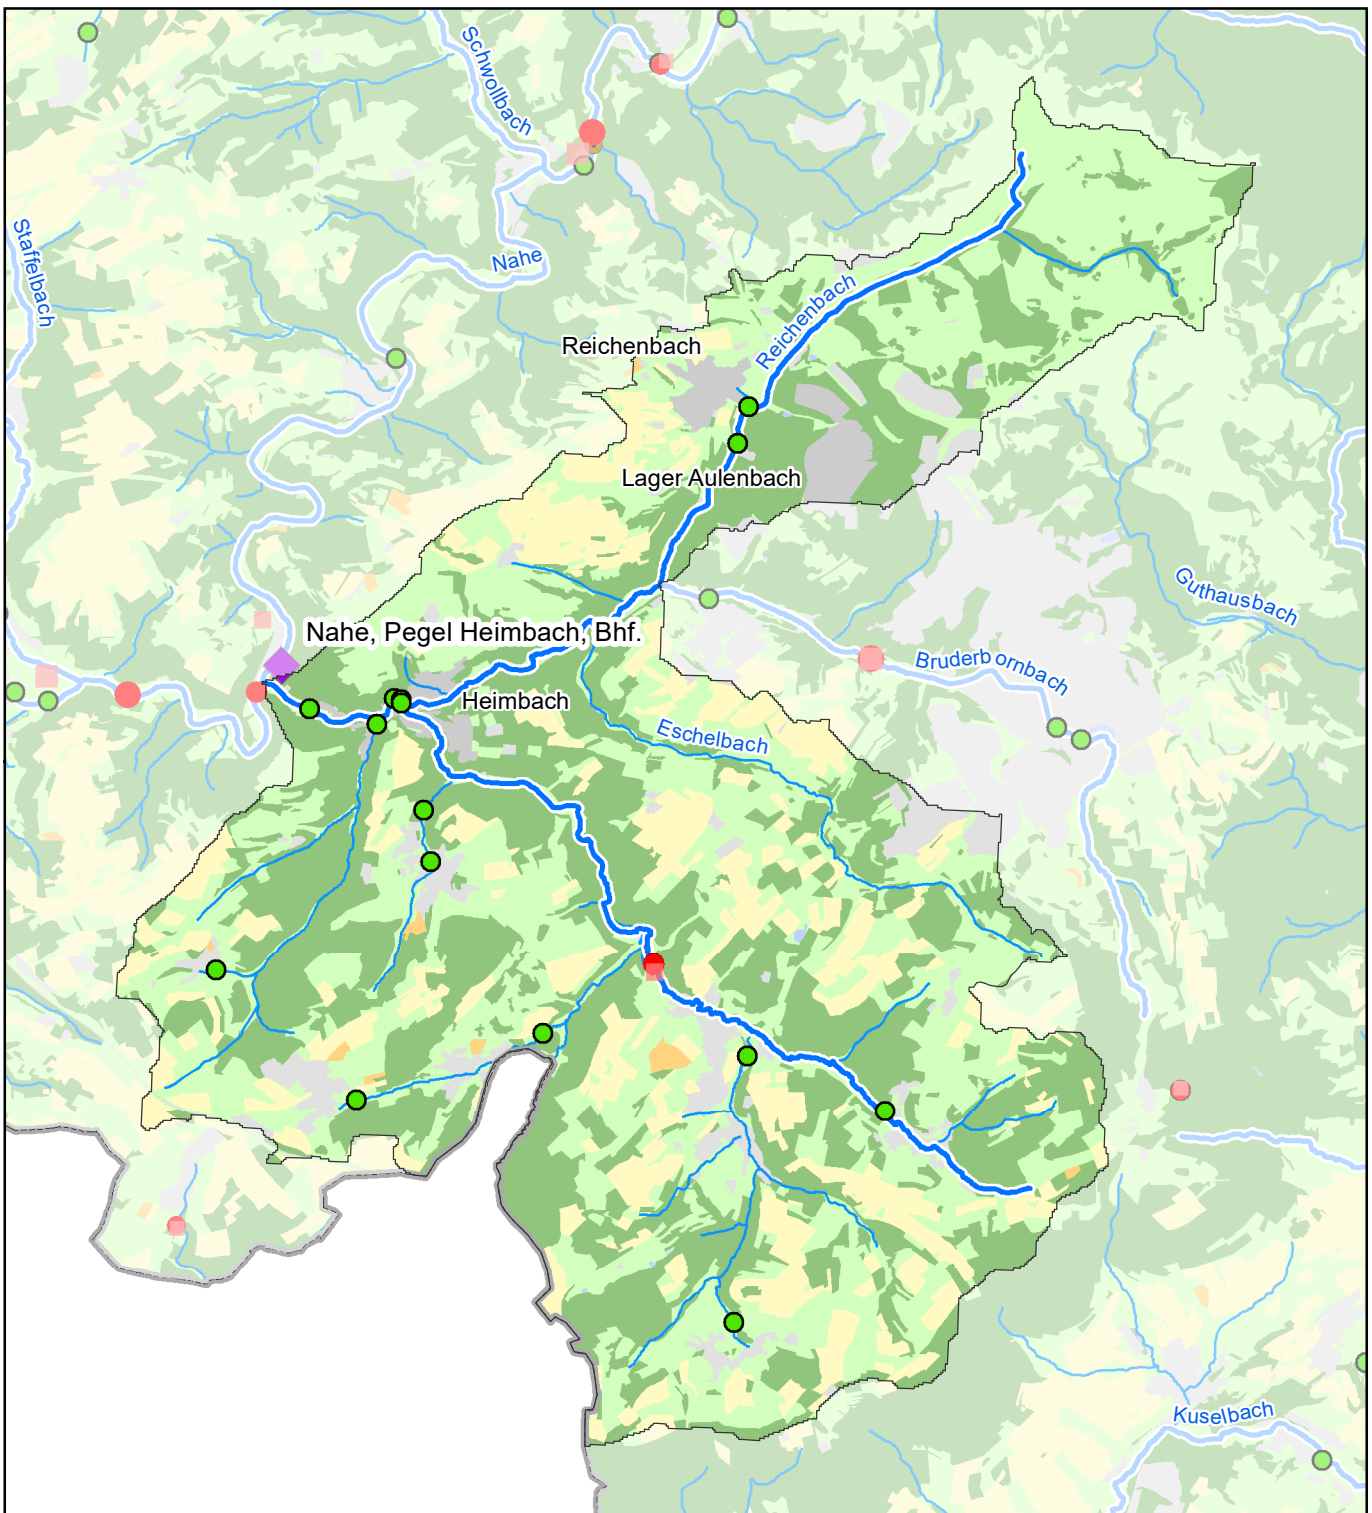 Schwollbach
Staffelbach
Nahe
Reichenbach
Reichenbach
Lager Aulenbach
Guthausbach
Nahe, Pegel Heimbach, Bhf.
Bruderbornbach
Heimbach
Eschelbach
Kuselbach